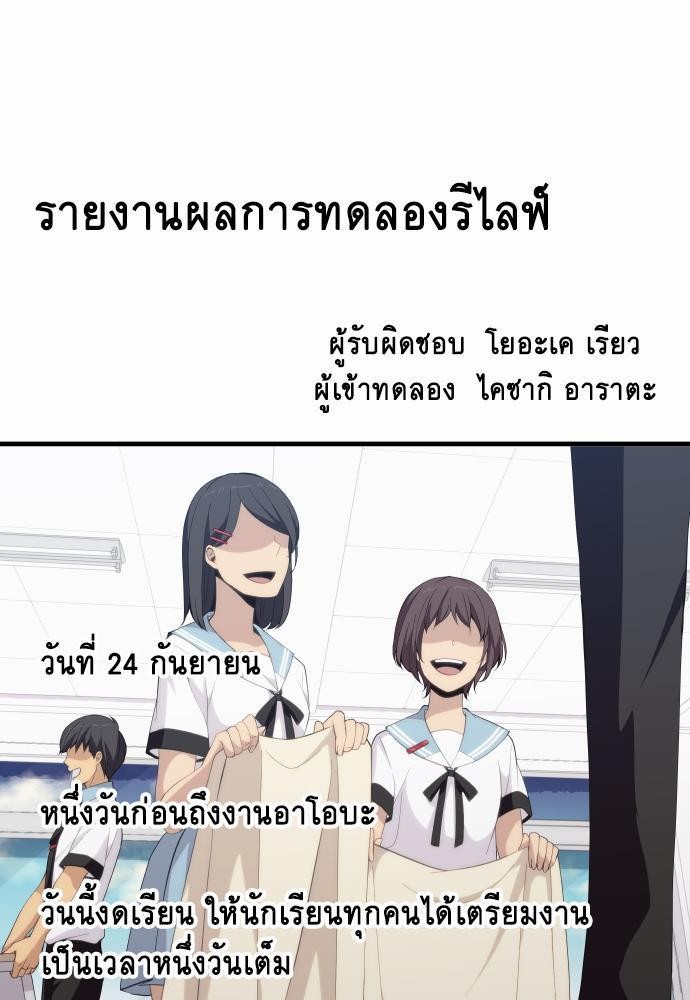 รายงานผลการทดลองรีไลฟ์
ผู้รับผิดชอบ โยอะเค เรียว
ผู้เข้าทดลอง ไคซากิ อาราตะ
วันที่ 24 กันยายน
หนึ่งวันก่อนถึงงานอาโอบะ
วันนี้งดเรียน ให้นักเรียนทุกคนได้เตรียมงาน
เป็นเวลาหนึ่งวันเต็ม